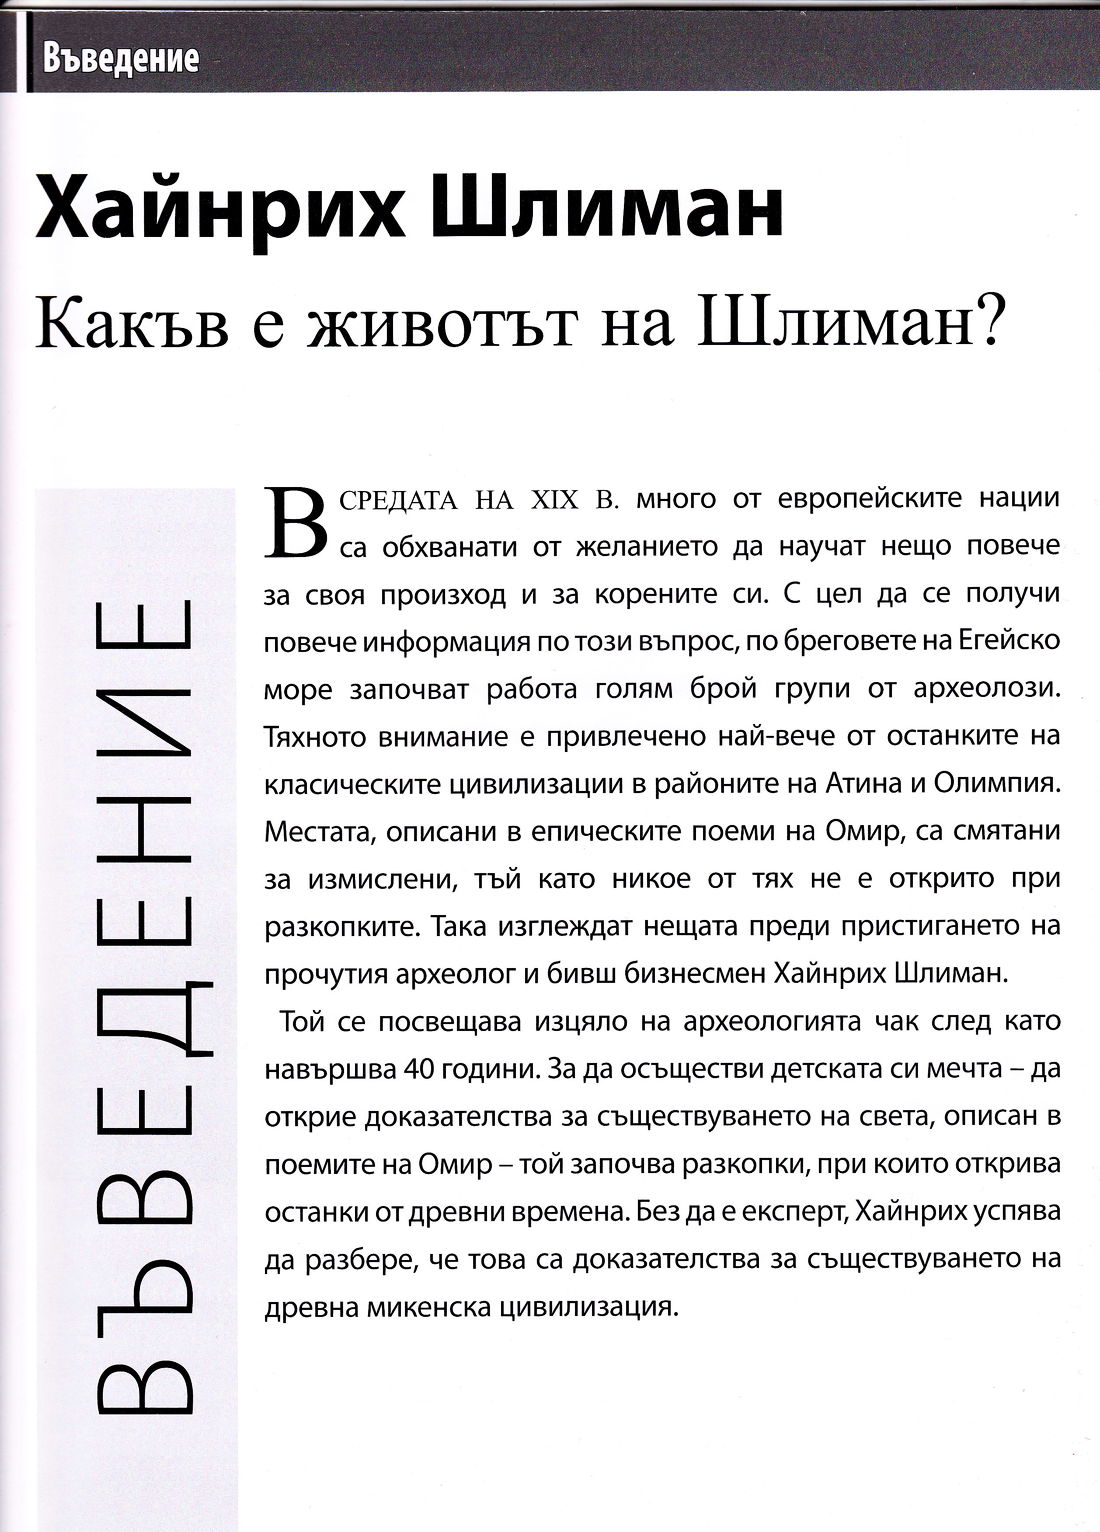 Въведение
Хайнрих Шлиман
Какъв е животът на Шлиман?
ВЪВЕДЕНИЕ
В СРЕДАТА НА XIX В. много от европейските нации
са обхванати от желанието да научат нещо повече
за своя произход и за корените си. С цел да се получи
повече информация по този въпрос, по бреговете на Егейско
море започват работа голям брой групи от археолози.
Тяхното внимание е привлечено най-вече от останките на
класическите цивилизации в районите на Атина и Олимпия.
Местата, описани в епическите поеми на Омир, са смятани
за измислени, тъй като никое от тях не е открито при
разкопките. Така изглеждат нещата преди пристигането на
прочутия археолог и бивш бизнесмен Хайнрих Шлиман.
Той се посвещава изцяло на археологията чак след като
навършва 40 години. За да осъществи детската си мечта – да
открие доказателства за съществуването на света, описан в
поемите на Омир – той започва разкопки, при които открива
останки от древни времена. Без да е експерт, Хайнрих успява
да разбере, че това са доказателства за съществуването на
древна микенска цивилизация.